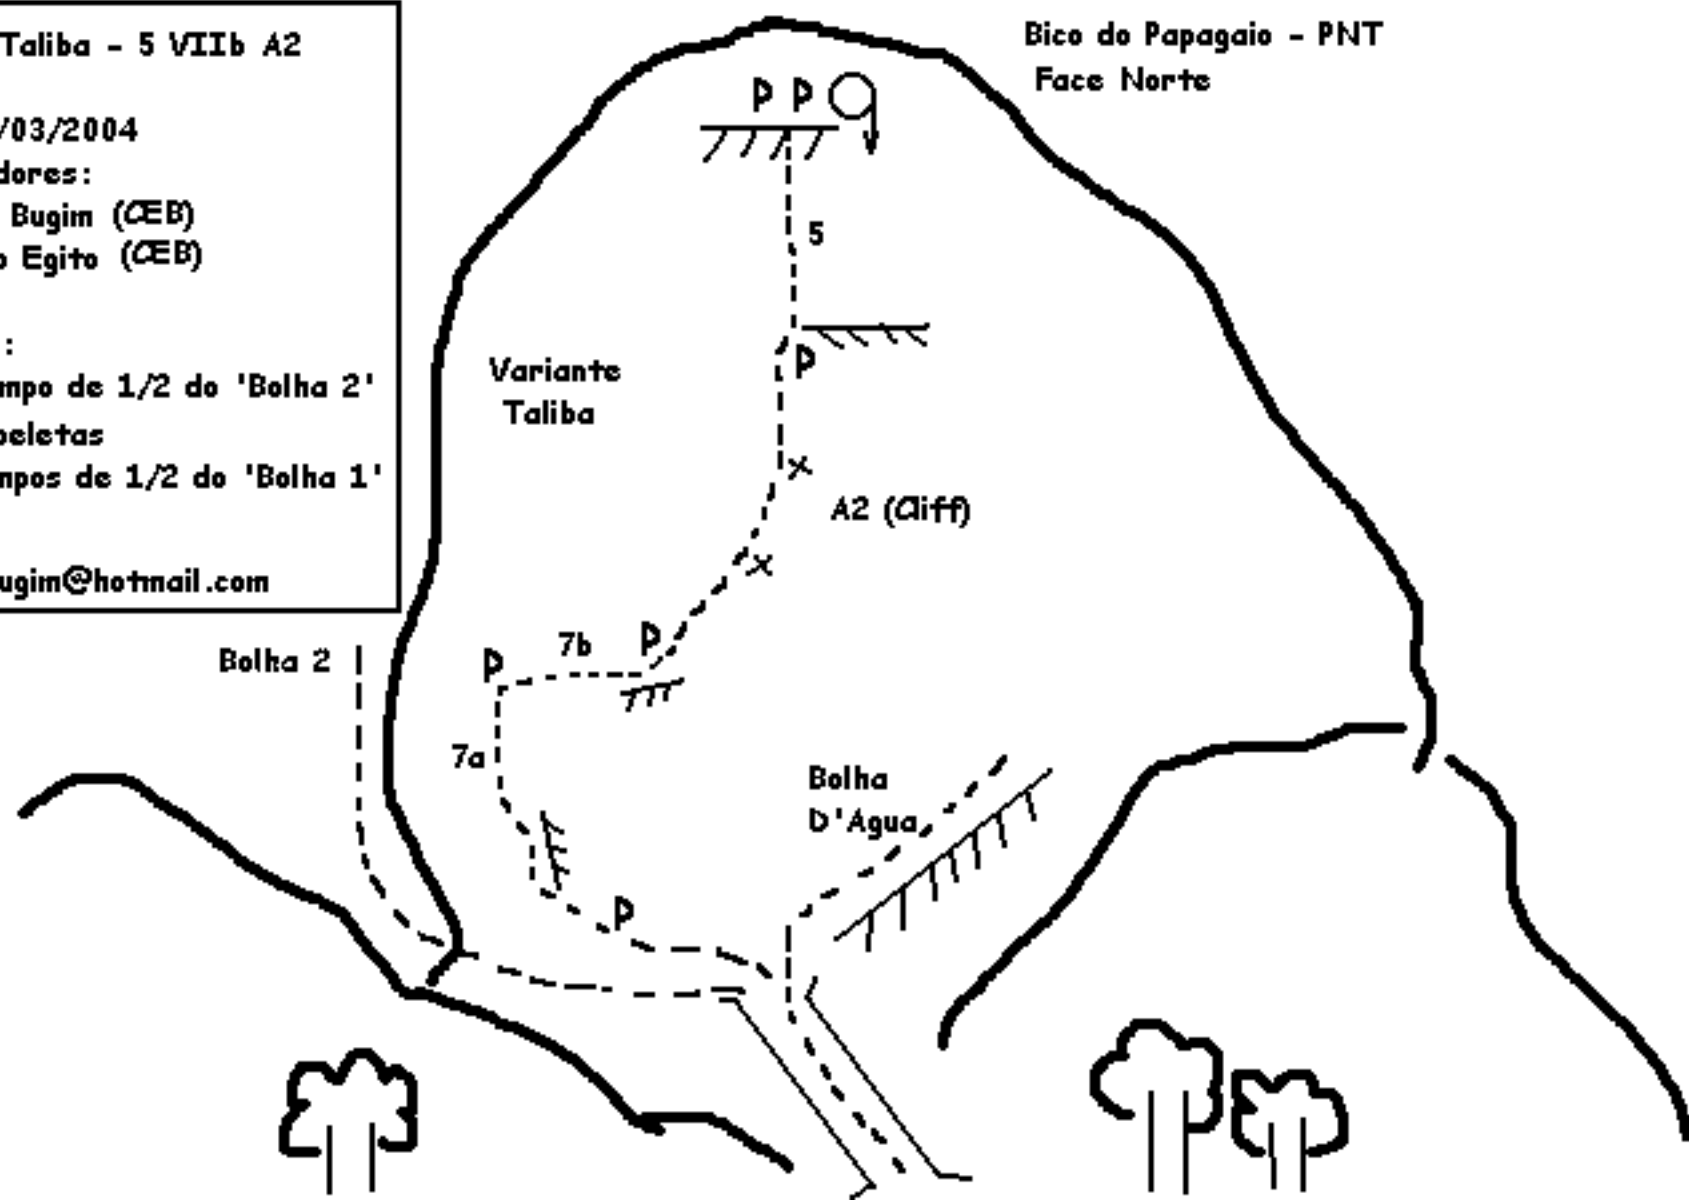 Taliba - 5 VIIb A2
/03/2004
dores:
Bugim (CEB)
o Egito (CEB)
:
mpo de 1/2 do 'Bolha 2'
peletas
mpos de 1/2 do 'Bolha 1'
ugim@hotmail.com
Bico do Papagaio - PNT
Face Norte
P P
5
P
Variante
Taliba
x
A2 (Cliff)
x
P
7b
P
Bolha 2
7a
Bolha
D'Agua
P